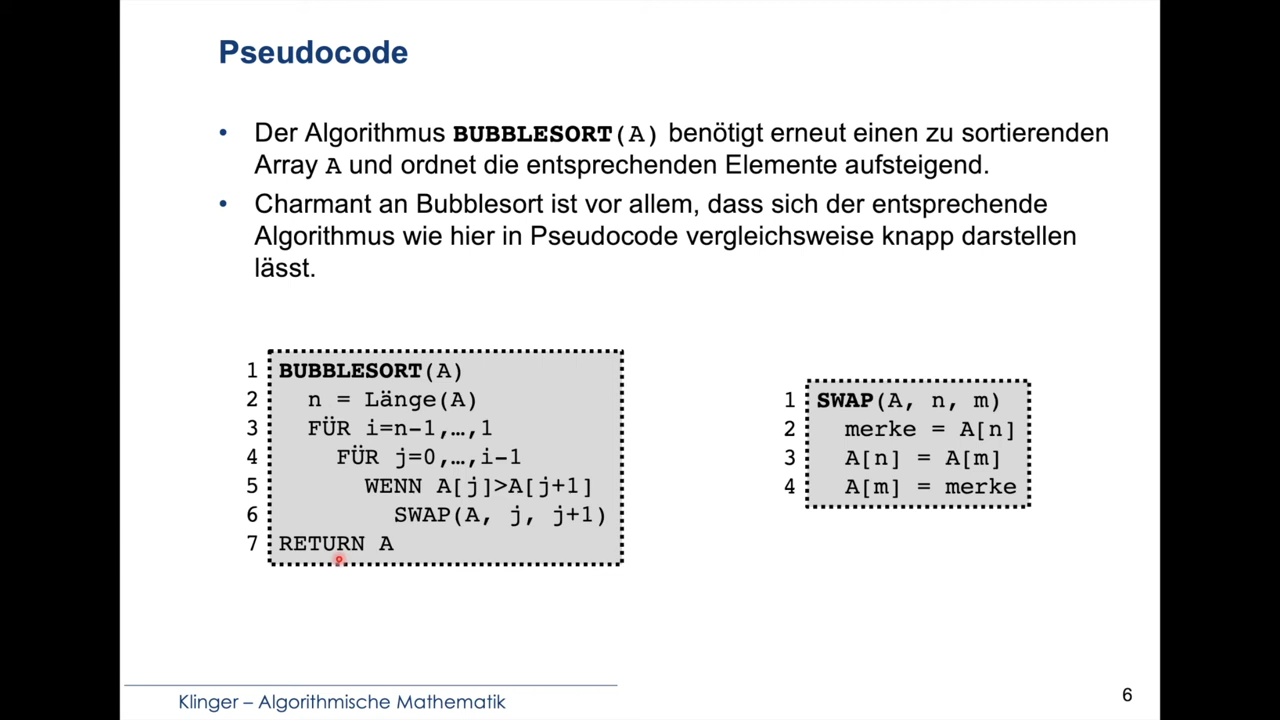 Pseudocode
• Der Algorithmus BUBBLESORT(A) benötigt erneut einen zu sortierenden
Array A und ordnet die entsprechenden Elemente aufsteigend.
• Charmant an Bubblesort ist vor allem, dass sich der entsprechende
Algorithmus wie hier in Pseudocode vergleichsweise knapp darstellen
lässt.
1 BUBBLESORT(A)
2 n = Länge(A)
3 FÜR i=n-1,…,1
4 FÜR j=0,…,i-1
5 WENN A[j]>A[j+1]
6 SWAP(A, j, j+1)
7 RETURN A
1 SWAP(A, n, m)
2 merke = A[n]
3 A[n] = A[m]
4 A[m] = merke
Klinger – Algorithmische Mathematik
6